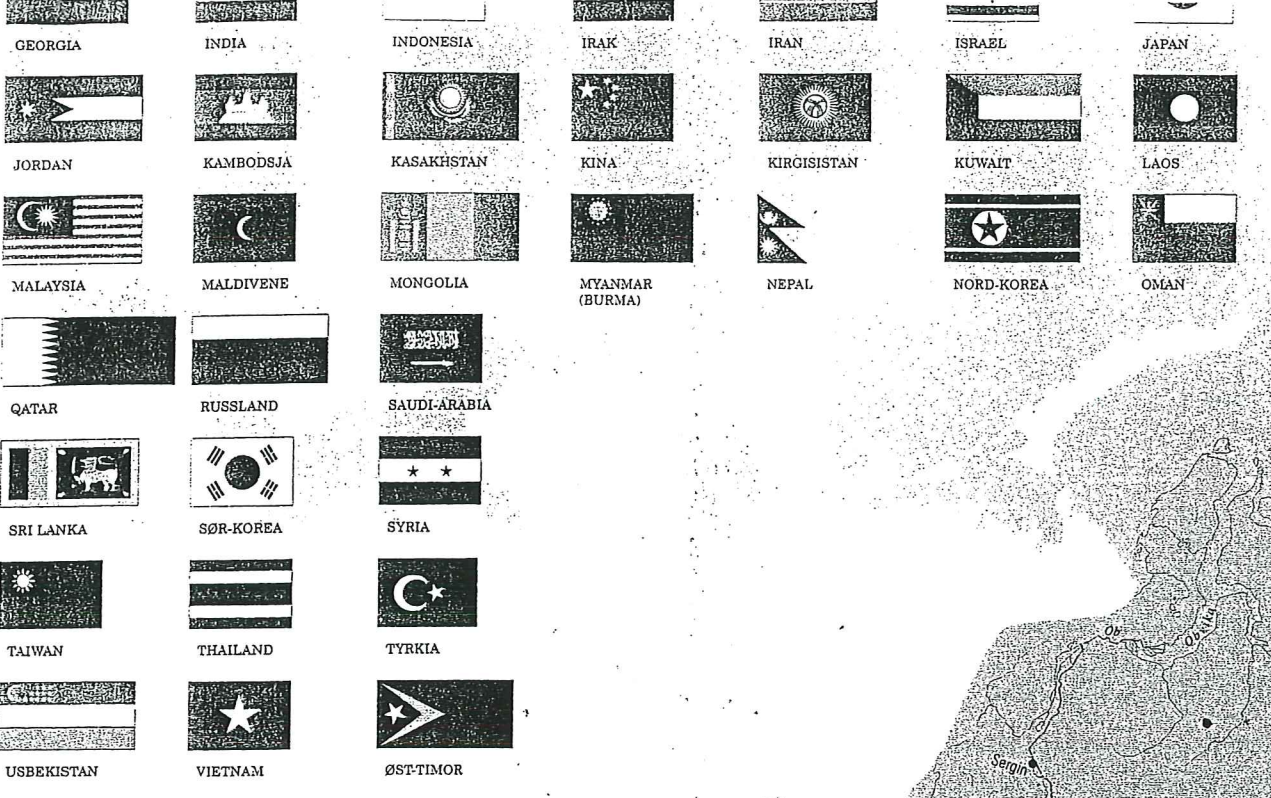 GEORGIA
INDIA
INDONESIA
IRAK
IRAN
ISRAEL
JAPAN
JORDAN
KAMBODSJA
KASAKHSTAN
KINA
KIRGISISTAN
KUWAIT
LAOS
MALAYSIA
MALDIVENE
MONGOLIA
MYANMAR
(BURMA)
NEPAL
NORD-KOREA
OMAN
QATAR
RUSSLAND
SAUDI-ARABIA
SRI LANKA
SØR-KOREA
SYRIA
TAIWAN
THAILAND
TYRKIA
USBEKISTAN
VIETNAM
ØST-TIMOR
Ob
Obvika
Sergin